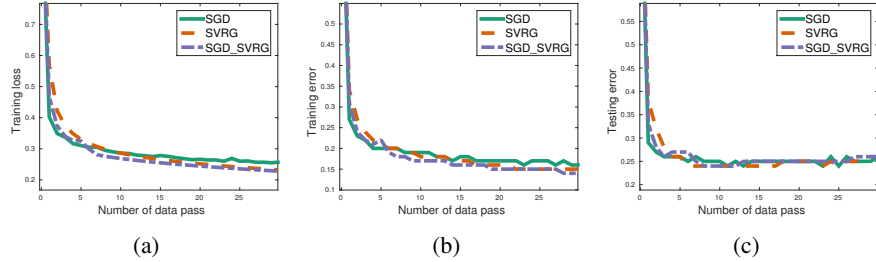 SGD
SVRG
SGD_SVRG
0.7
0.6
0.5
0.4
0.3
0.2
Training loss
0 5 10 15 20 25
Number of data pass
(a)
SGD
SVRG
SGD_SVRG
0.5
0.45
0.4
0.35
0.3
0.25
0.2
0.15
0.1
Training error
0 5 10 15 20 25
Number of data pass
(b)
SGD
SVRG
SGD_SVRG
0.55
0.5
0.45
0.4
0.35
0.3
0.25
0.2
Testing error
0 5 10 15 20 25
Number of data pass
(c)